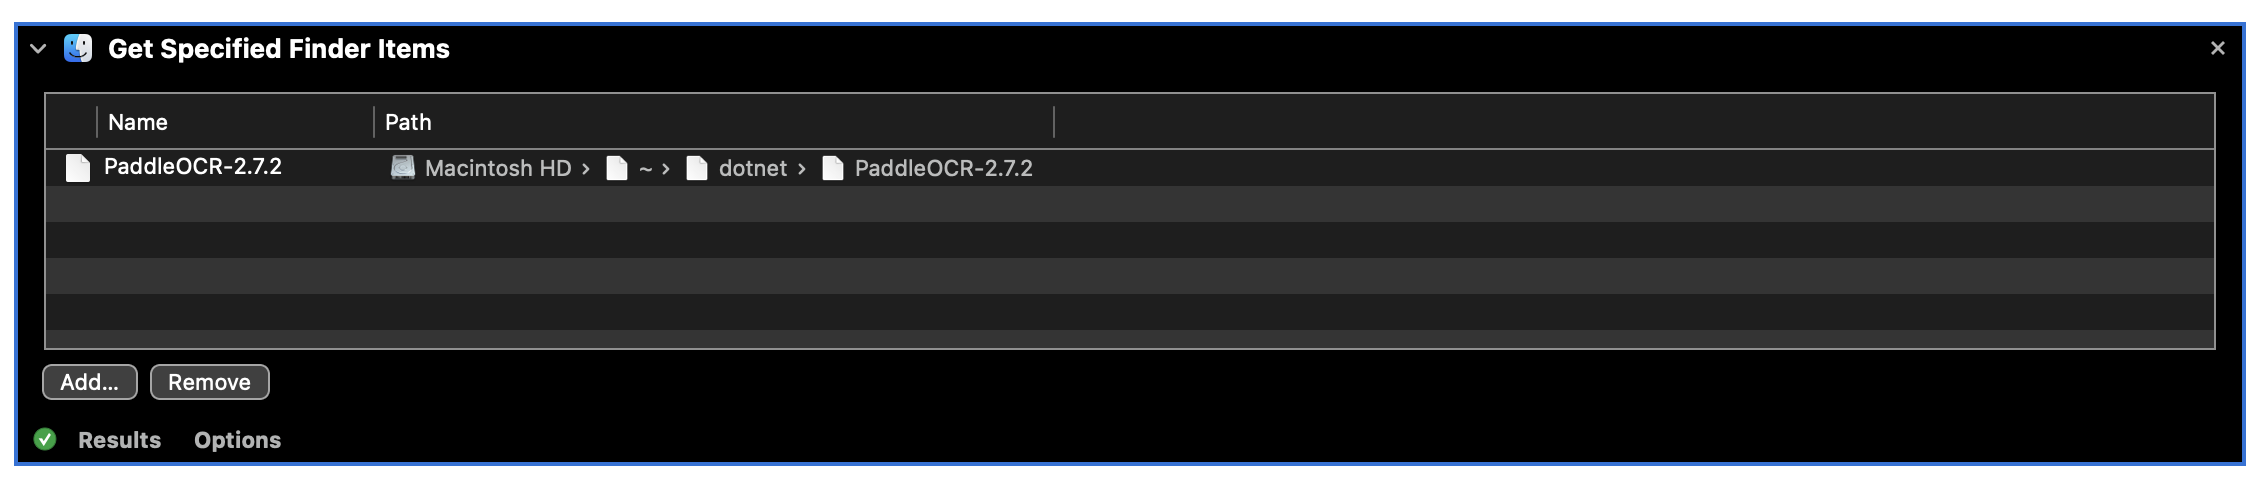 Get Specified Finder Items
Name Path
PaddleOCR-2.7.2 Macintosh HD › ~ › dotnet › PaddleOCR-2.7.2
Add... Remove
Results Options